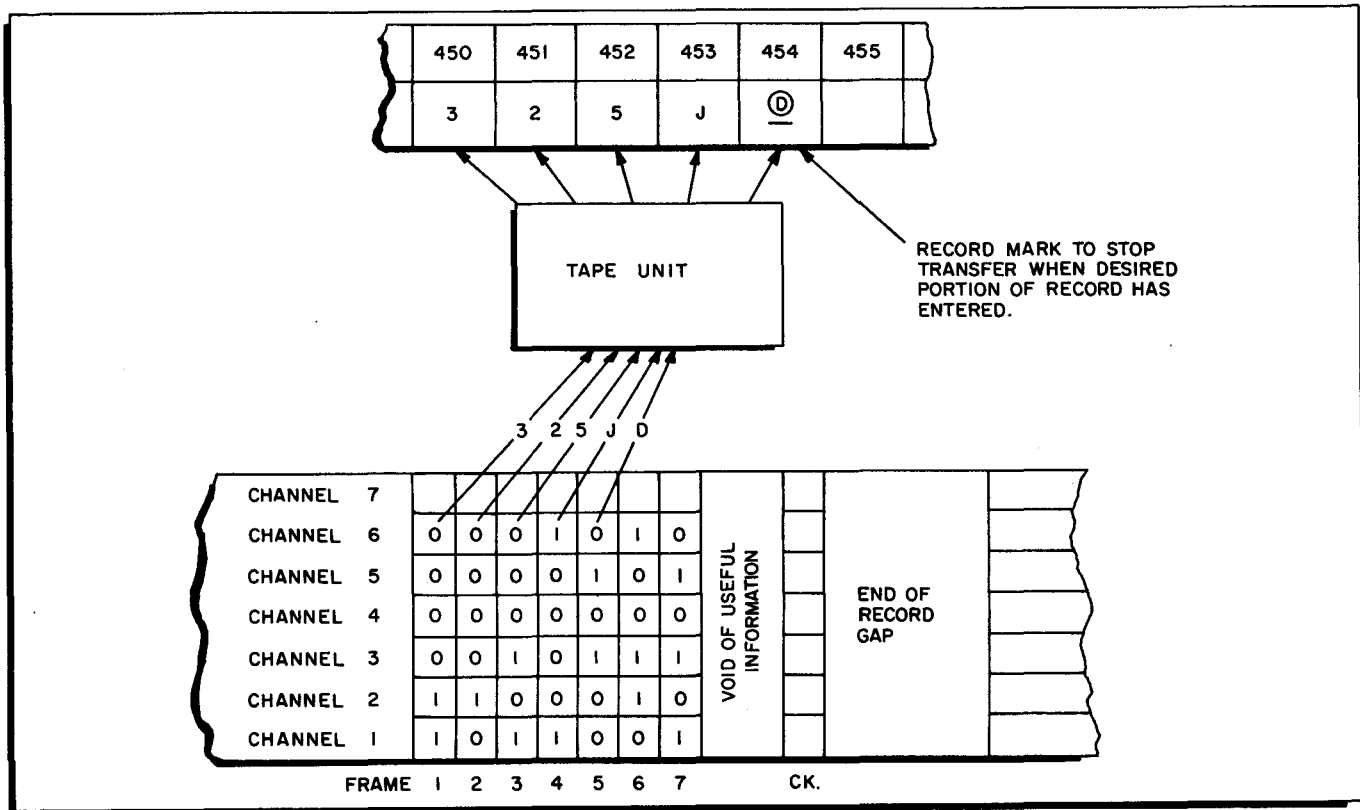 450 451 452 453 454 455
3 2 5 J D
TAPE UNIT
RECORD MARK TO STOP
TRANSFER WHEN DESIRED
PORTION OF RECORD HAS
ENTERED.
3 2 5 J D
CHANNEL 7
CHANNEL 6 0 0 0 1 0 1 0
CHANNEL 5 0 0 0 0 1 0 1
CHANNEL 4 0 0 0 0 0 0 0
CHANNEL 3 0 0 1 0 1 1 1
CHANNEL 2 1 1 0 0 0 1 0
CHANNEL 1 1 0 1 1 0 0 1
VOID OF USEFUL
INFORMATION
END OF
RECORD
GAP
FRAME 1 2 3 4 5 6 7 CK.